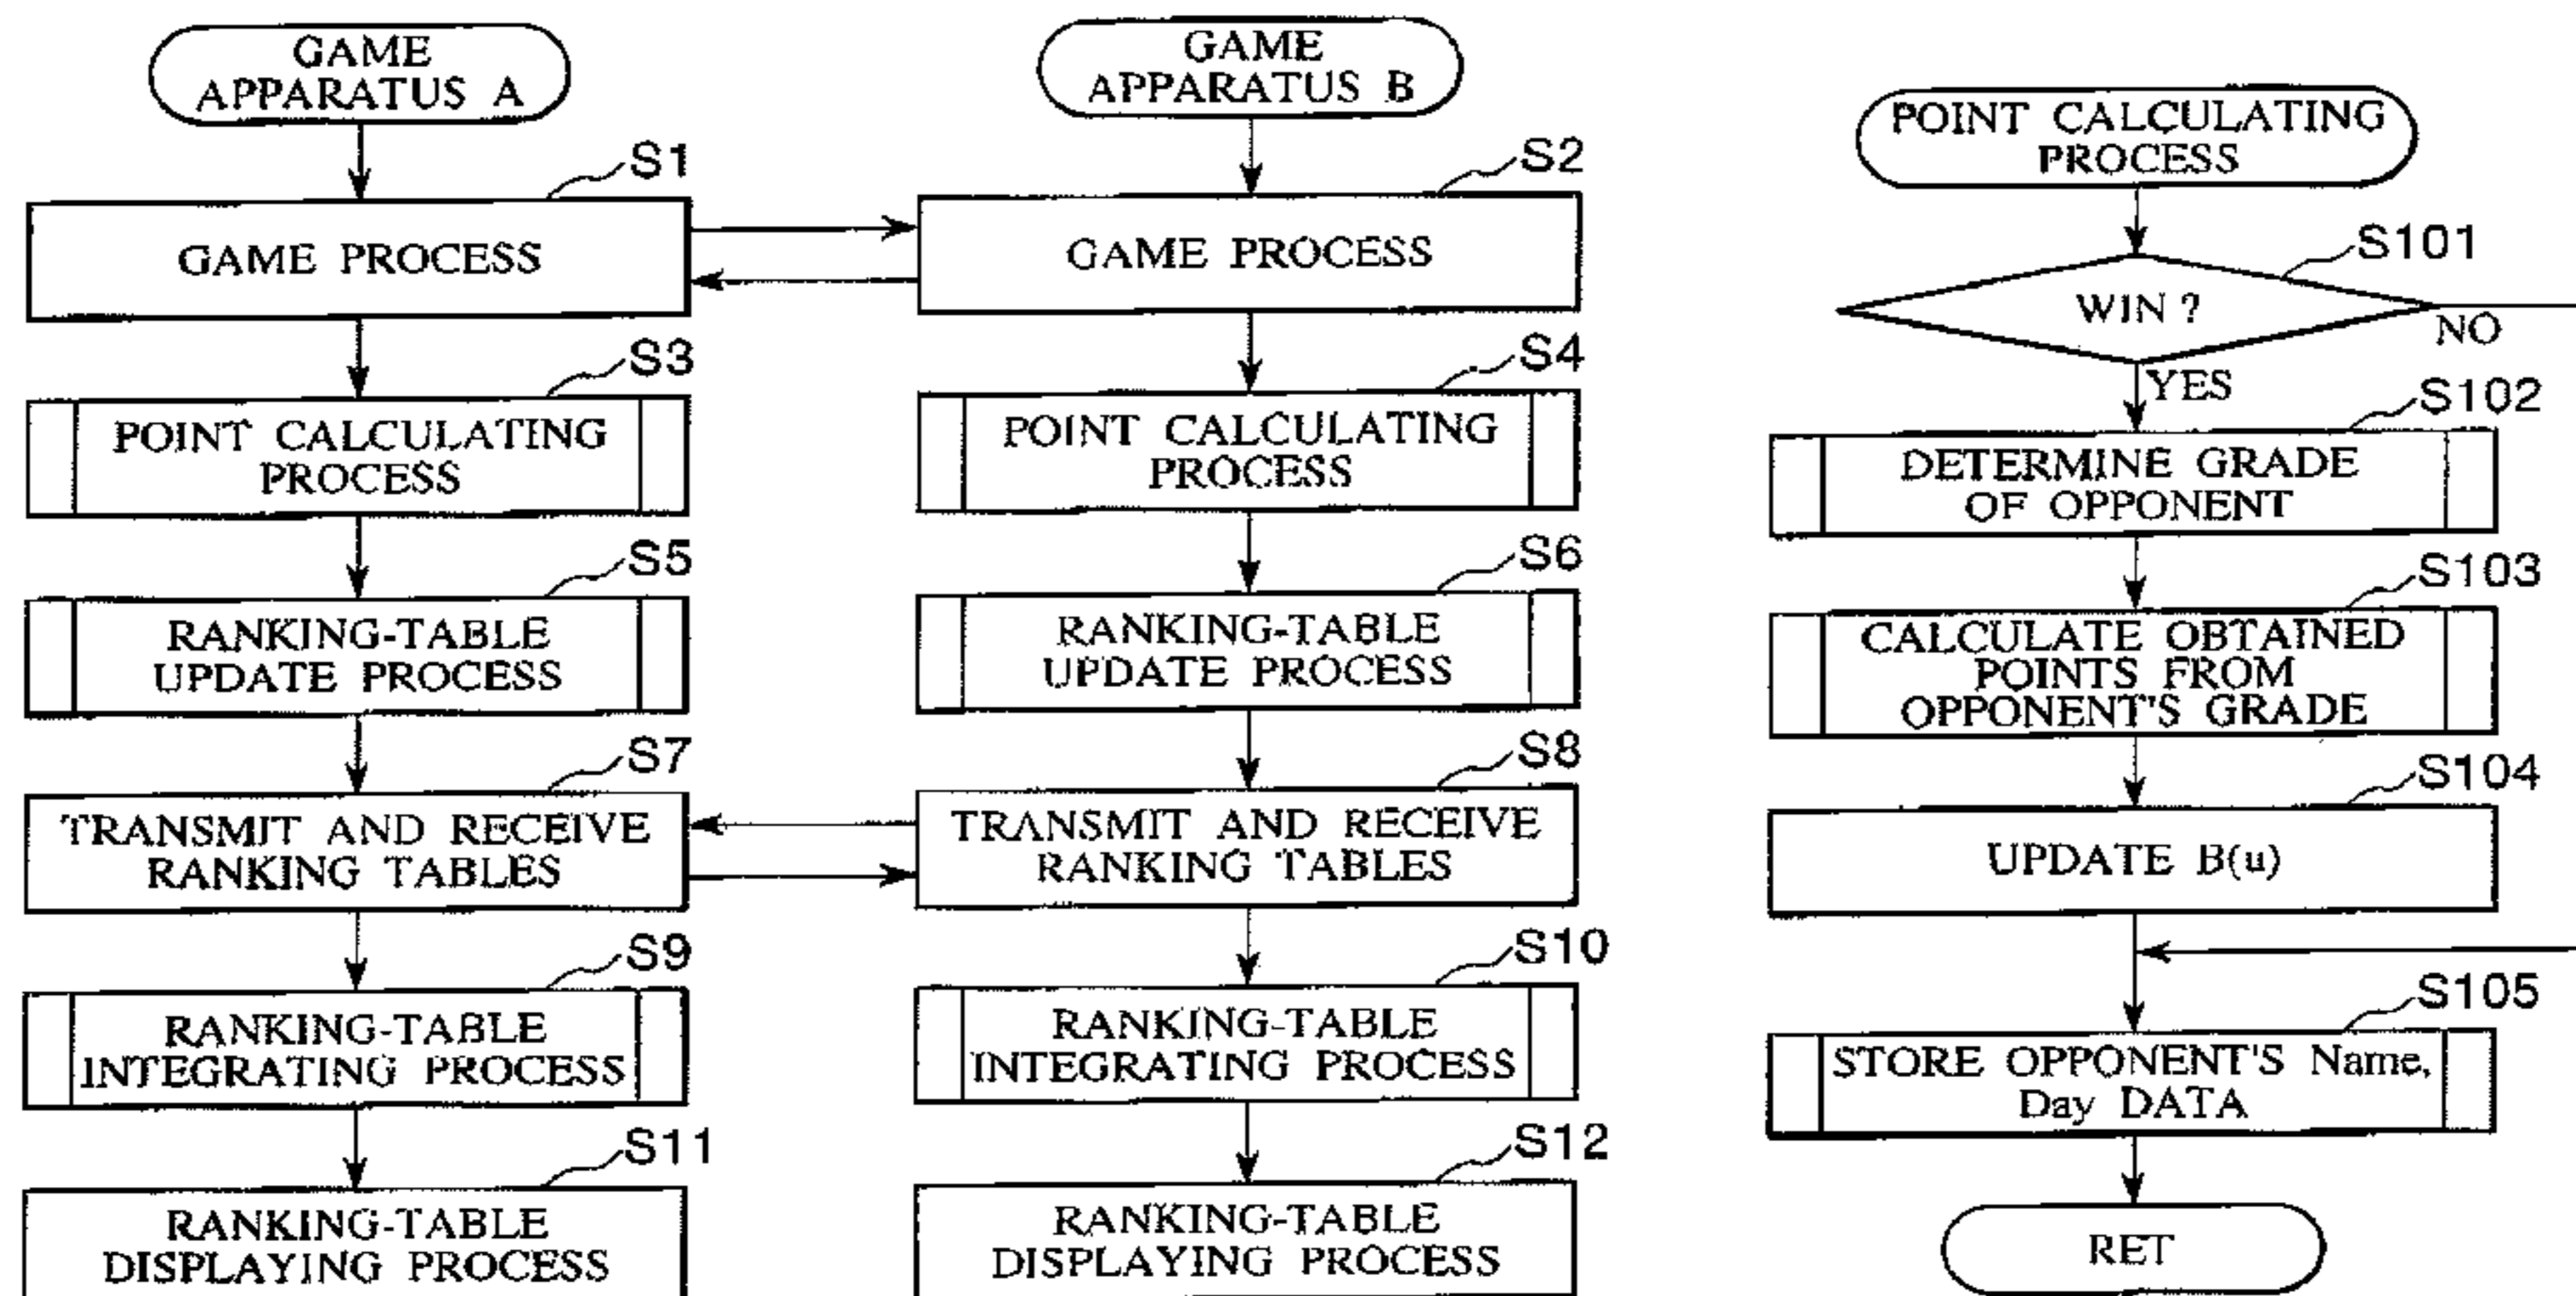 GAME
APPARATUS A
S1
GAME PROCESS
S3
POINT CALCULATING
PROCESS
S5
RANKING-TABLE
UPDATE PROCESS
S7
TRANSMIT AND RECEIVE
RANKING TABLES
S9
RANKING-TABLE
INTEGRATING PROCESS
S11
RANKING-TABLE
DISPLAYING PROCESS
GAME
APPARATUS B
S2
GAME PROCESS
S4
POINT CALCULATING
PROCESS
S6
RANKING-TABLE
UPDATE PROCESS
S8
TRANSMIT AND RECEIVE
RANKING TABLES
S10
RANKING-TABLE
INTEGRATING PROCESS
S12
RANKING-TABLE
DISPLAYING PROCESS
POINT CALCULATING
PROCESS
S101
WIN ?
NO
YES
S102
DETERMINE GRADE
OF OPPONENT
S103
CALCULATE OBTAINED
POINTS FROM
OPPONENT'S GRADE
S104
UPDATE B(u)
S105
STORE OPPONENT'S Name,
Day DATA
RET